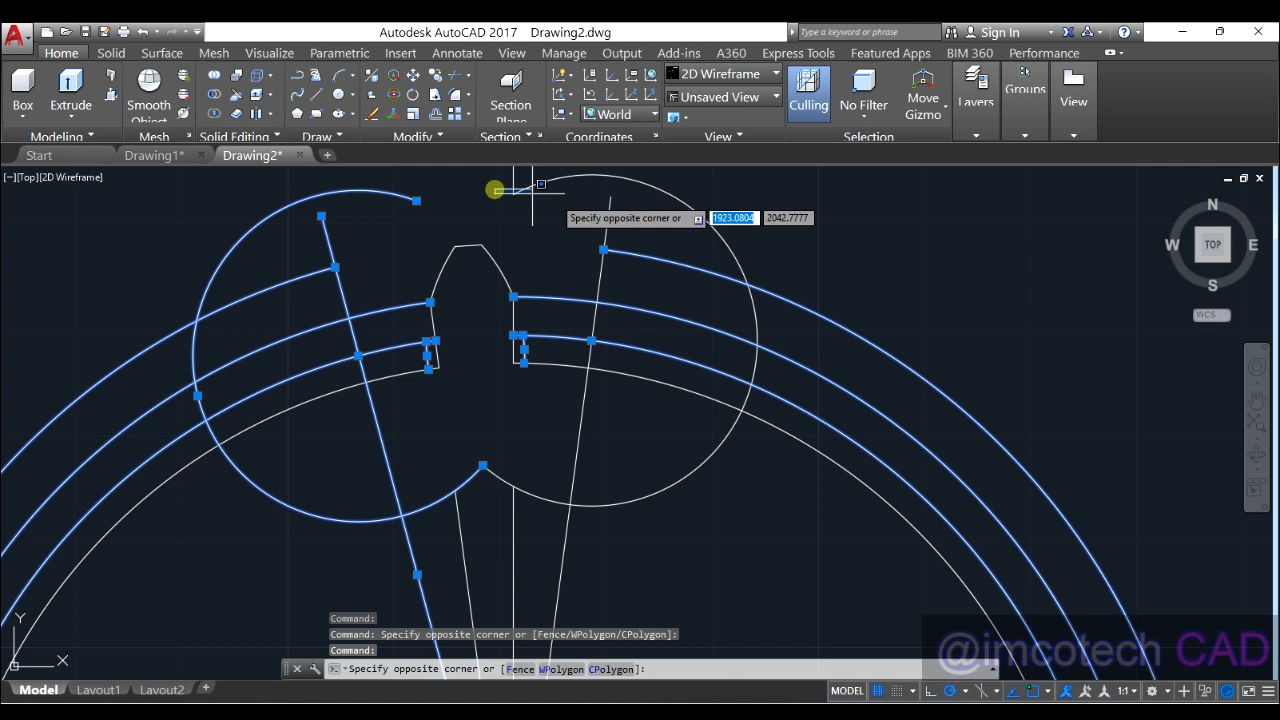 Autodesk AutoCAD 2017 Drawing2.dwg
Type a keyword or phrase
Sign In
Home Solid Surface Mesh Visualize Parametric Insert Annotate View Manage Output Add-ins A360 Express Tools Featured Apps BIM 360 Performance
Box
Extrude
Smooth
Object
Section
Plane
World
2D Wireframe
Unsaved View
Culling
No Filter
Move
Gizmo
Layers
Groups
View
Modeling
Mesh
Solid Editing
Draw
Modify
Section
Coordinates
View
Selection
Start Drawing1* Drawing2*
[−][Top][2D Wireframe]
Specify opposite corner or
1923.0804
2042.7777
N
W
TOP
E
S
WCS
Command:
Command: Specify opposite corner or [Fence/WPolygon/CPolygon]:
Command:
Specify opposite corner or [Fence WPolygon CPolygon]:
Y
X
@imcotech CAD
Model Layout1 Layout2
MODEL
1:1